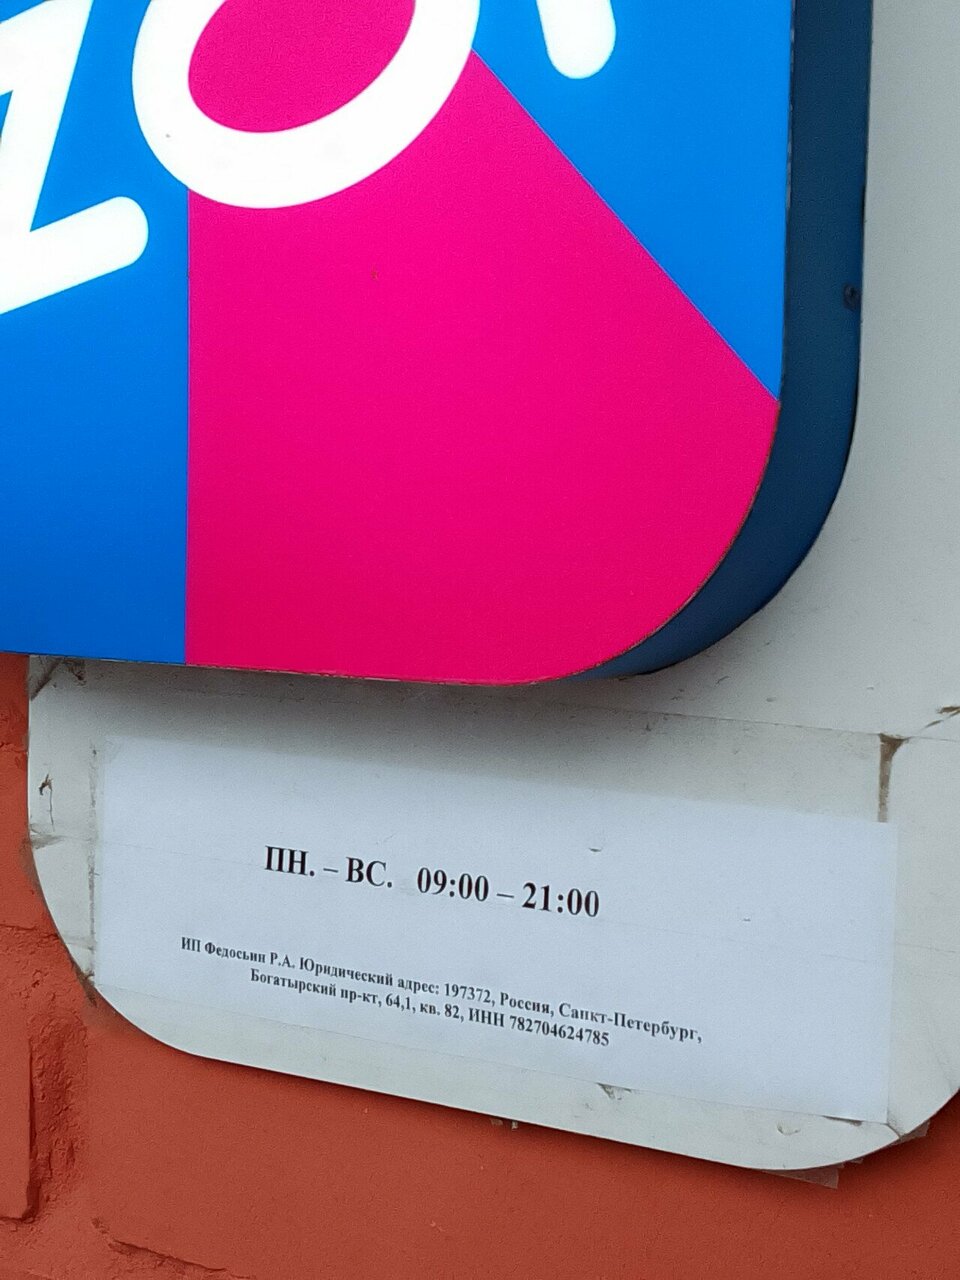 zo
ПН. – ВС. 09:00 – 21:00
ИП Федосьин Р.А. Юридический адрес: 197372, Россия, Санкт-Петербург,
Богатырский пр-кт, 64,1, кв. 82, ИНН 782704624785